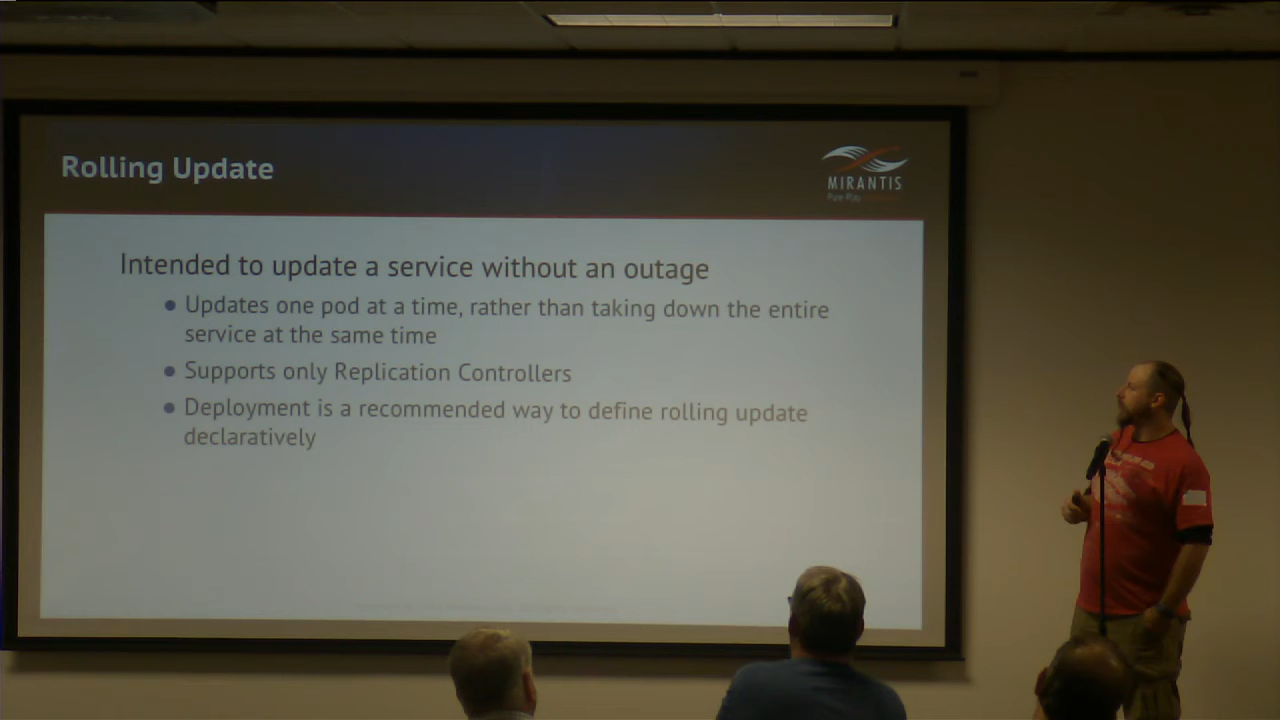 Rolling Update
MIRANTIS
Pure-Play
Intended to update a service without an outage
Updates one pod at a time, rather than taking down the entire
service at the same time
Supports only Replication Controllers
Deployment is a recommended way to define rolling update
declaratively